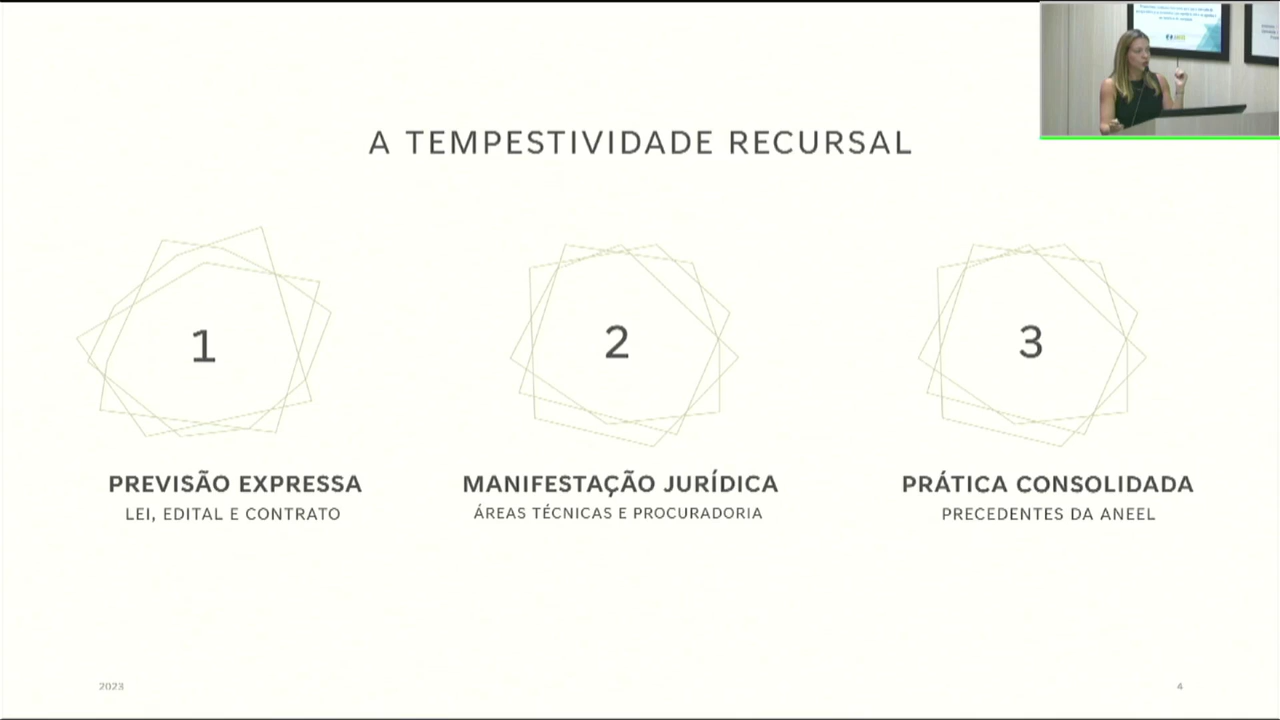 A TEMPESTIVIDADE RECURSAL
1
2
3
PREVISÃO EXPRESSA
LEI, EDITAL E CONTRATO
MANIFESTAÇÃO JURÍDICA
ÁREAS TÉCNICAS E PROCURADORIA
PRÁTICA CONSOLIDADA
PRECEDENTES DA ANEEL
2023
4